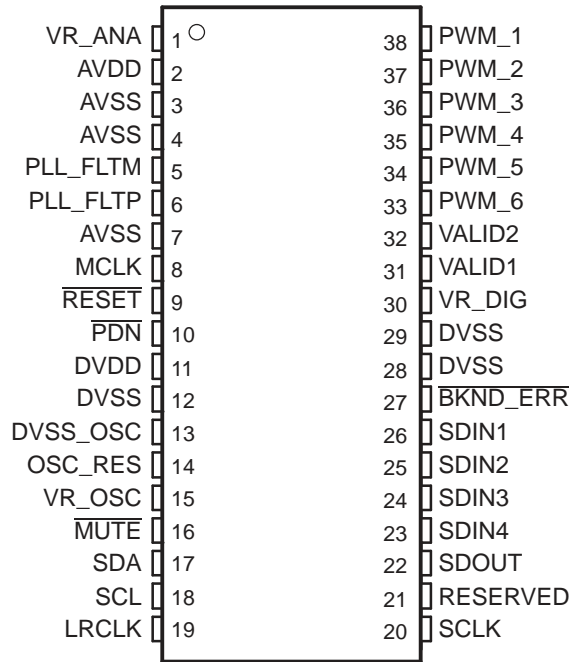 VR_ANA 1 38 PWM_1
AVDD 2 37 PWM_2
AVSS 3 36 PWM_3
AVSS 4 35 PWM_4
PLL_FLTM 5 34 PWM_5
PLL_FLTP 6 33 PWM_6
AVSS 7 32 VALID2
MCLK 8 31 VALID1
RESET 9 30 VR_DIG
PDN 10 29 DVSS
DVDD 11 28 DVSS
DVSS 12 27 BKND_ERR
DVSS_OSC 13 26 SDIN1
OSC_RES 14 25 SDIN2
VR_OSC 15 24 SDIN3
MUTE 16 23 SDIN4
SDA 17 22 SDOUT
SCL 18 21 RESERVED
LRCLK 19 20 SCLK